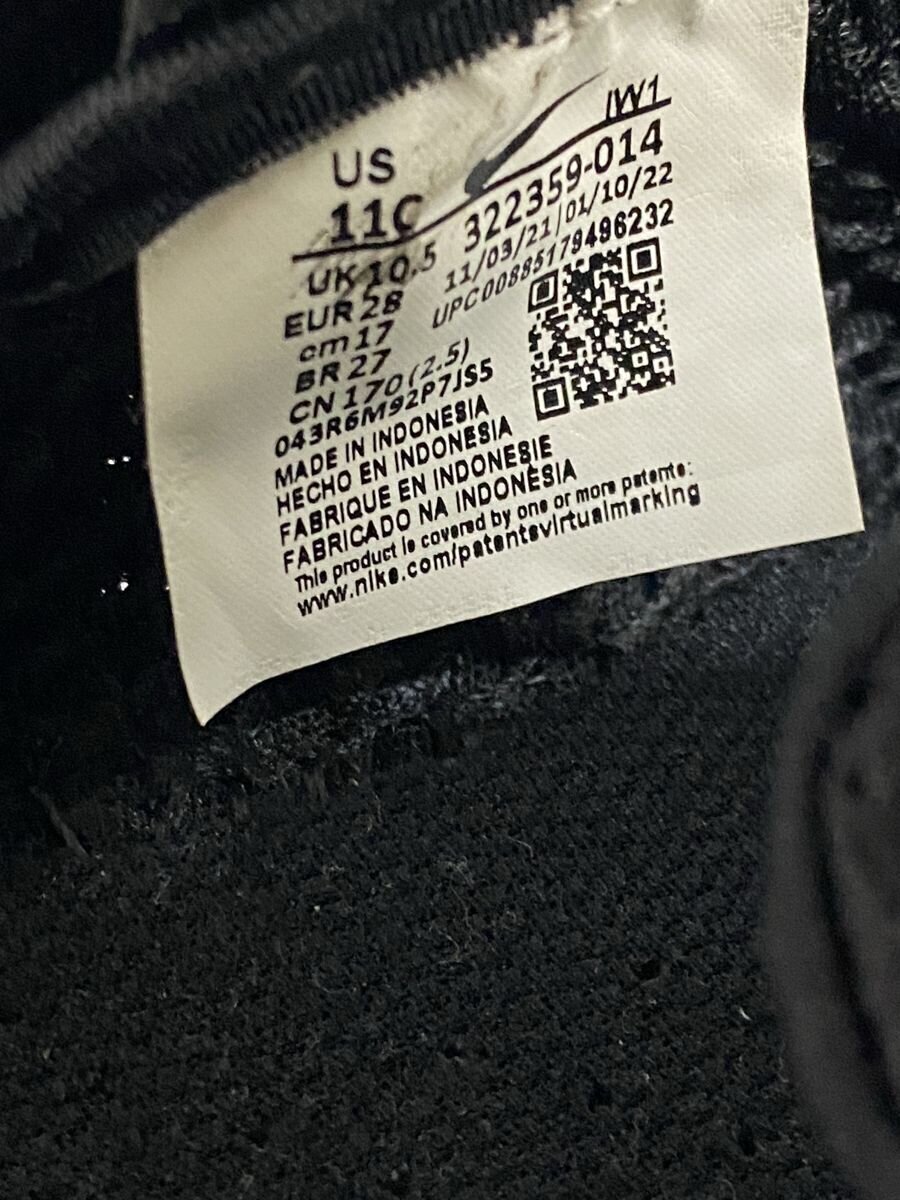 US
11C
UK 10.5
EUR 28
cm 17
BR 27
CN 170 (2.5)
043R6M92P7JS5
IW1
322359-014
11/03/21|01/10/22
UPC00885179496232
MADE IN INDONESIA
HECHO EN INDONESIA
FABRIQUE EN INDONESIE
FABRICADO NA INDONÉSIA
This product is covered by one or more patents:
www.nike.com/patentsvirtualmarking